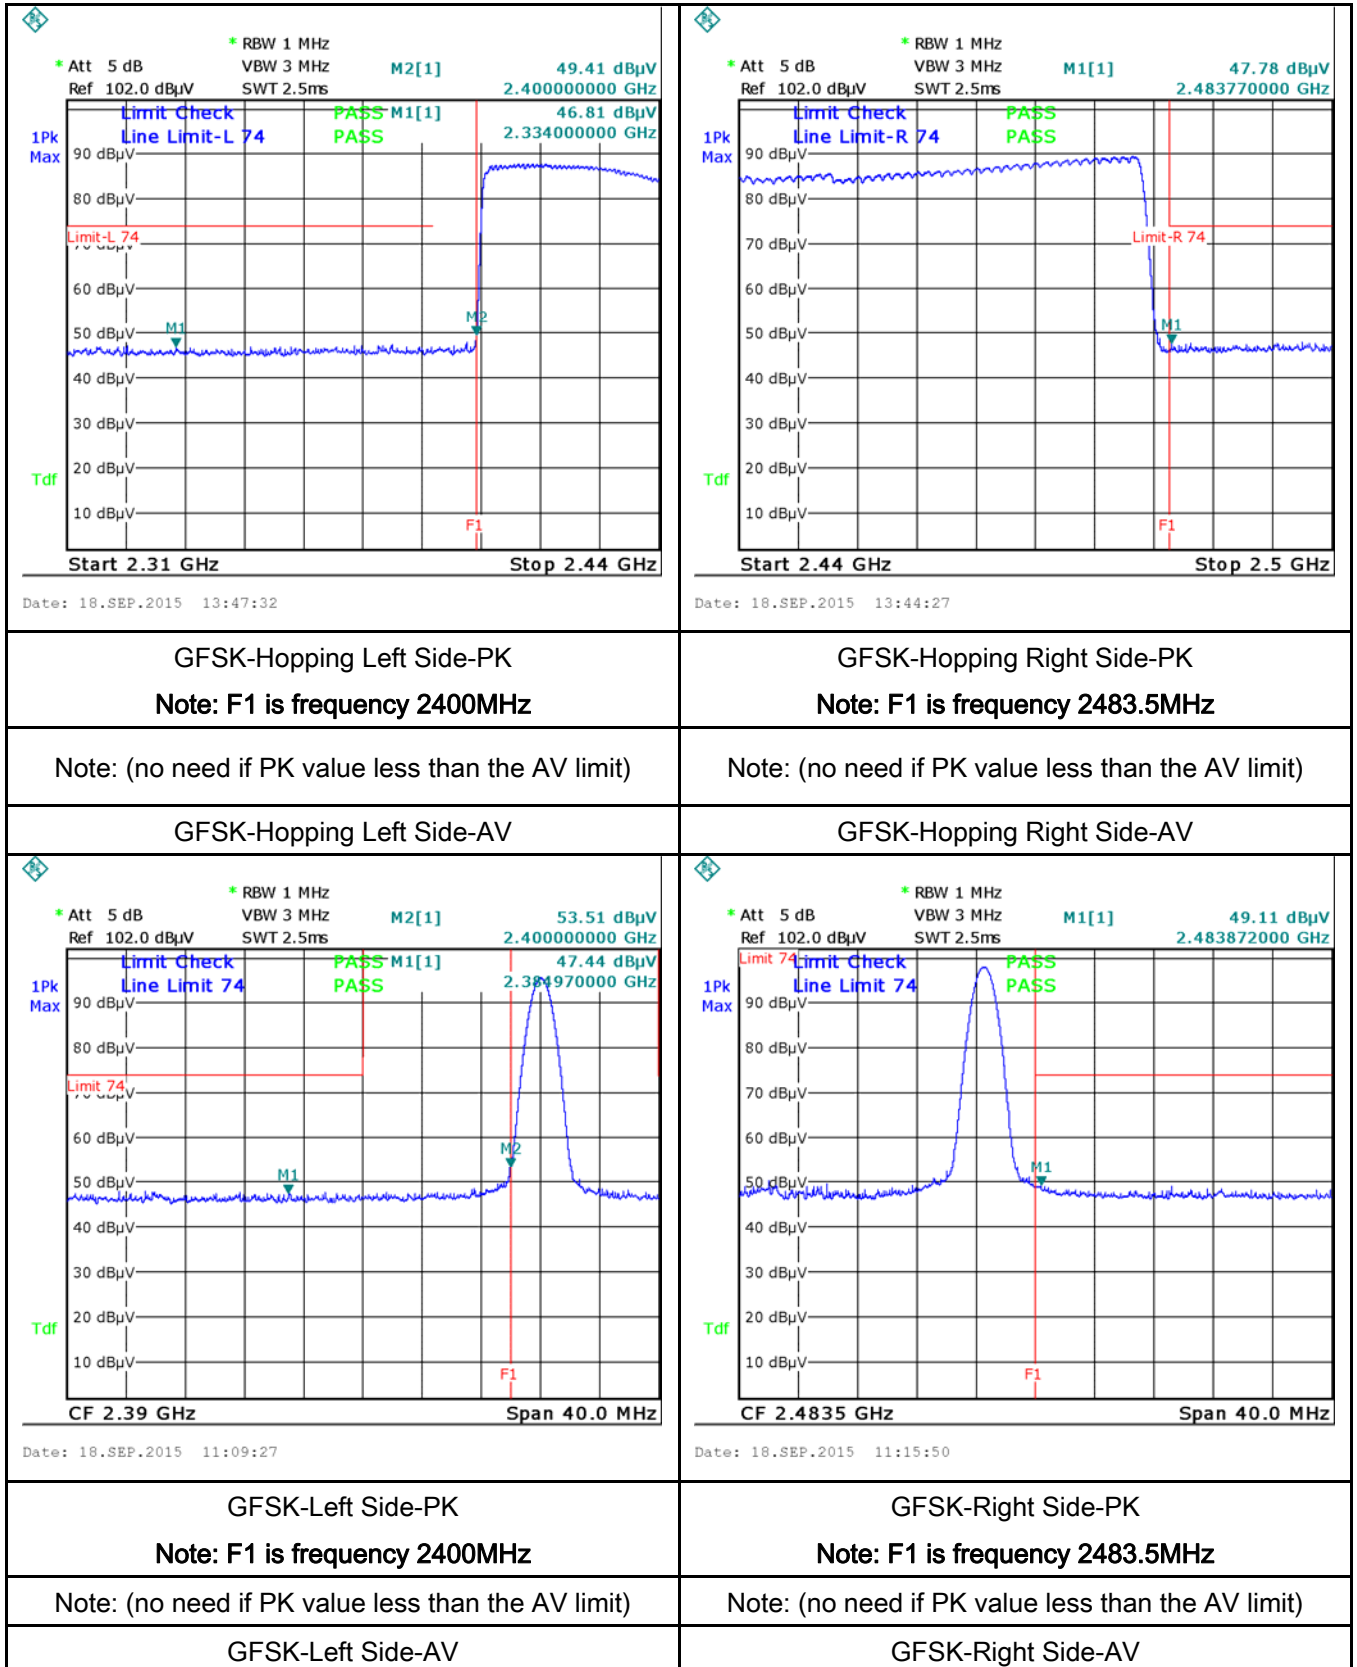 * RBW 1 MHz
* Att 5 dB VBW 3 MHz M2[1] 49.41 dBµV
Ref 102.0 dBµV SWT 2.5ms 2.400000000 GHz
Limit Check PASS M1[1] 46.81 dBµV
1Pk Line Limit-L 74 PASS 2.334000000 GHz
Max 90 dBµV
80 dBµV
Limit-L 74
70 dBµV
60 dBµV
M2
M1
50 dBµV
40 dBµV
30 dBµV
20 dBµV
Tdf
10 dBµV
F1
Start 2.31 GHz Stop 2.44 GHz
Date: 18.SEP.2015 13:47:32
* RBW 1 MHz
* Att 5 dB VBW 3 MHz M1[1] 47.78 dBµV
Ref 102.0 dBµV SWT 2.5ms 2.483770000 GHz
Limit Check PASS
1Pk Line Limit-R 74 PASS
Max 90 dBµV
80 dBµV
Limit-R 74
70 dBµV
60 dBµV
M1
50 dBµV
40 dBµV
30 dBµV
20 dBµV
Tdf
10 dBµV
F1
Start 2.44 GHz Stop 2.5 GHz
Date: 18.SEP.2015 13:44:27
GFSK-Hopping Left Side-PK
Note: F1 is frequency 2400MHz
GFSK-Hopping Right Side-PK
Note: F1 is frequency 2483.5MHz
Note: (no need if PK value less than the AV limit)
Note: (no need if PK value less than the AV limit)
GFSK-Hopping Left Side-AV
GFSK-Hopping Right Side-AV
* RBW 1 MHz
* Att 5 dB VBW 3 MHz M2[1] 53.51 dBµV
Ref 102.0 dBµV SWT 2.5ms 2.400000000 GHz
Limit Check PASS M1[1] 47.44 dBµV
1Pk Line Limit 74 PASS 2.384970000 GHz
Max 90 dBµV
80 dBµV
Limit 74
70 dBµV
60 dBµV
M2
M1
50 dBµV
40 dBµV
30 dBµV
20 dBµV
Tdf
10 dBµV
F1
CF 2.39 GHz Span 40.0 MHz
Date: 18.SEP.2015 11:09:27
* RBW 1 MHz
* Att 5 dB VBW 3 MHz M1[1] 49.11 dBµV
Ref 102.0 dBµV SWT 2.5ms 2.483872000 GHz
Limit 74 Limit Check PASS
1Pk Line Limit 74 PASS
Max 90 dBµV
80 dBµV
70 dBµV
60 dBµV
M1
50 dBµV
40 dBµV
30 dBµV
20 dBµV
Tdf
10 dBµV
F1
CF 2.4835 GHz Span 40.0 MHz
Date: 18.SEP.2015 11:15:50
GFSK-Left Side-PK
Note: F1 is frequency 2400MHz
GFSK-Right Side-PK
Note: F1 is frequency 2483.5MHz
Note: (no need if PK value less than the AV limit)
Note: (no need if PK value less than the AV limit)
GFSK-Left Side-AV
GFSK-Right Side-AV